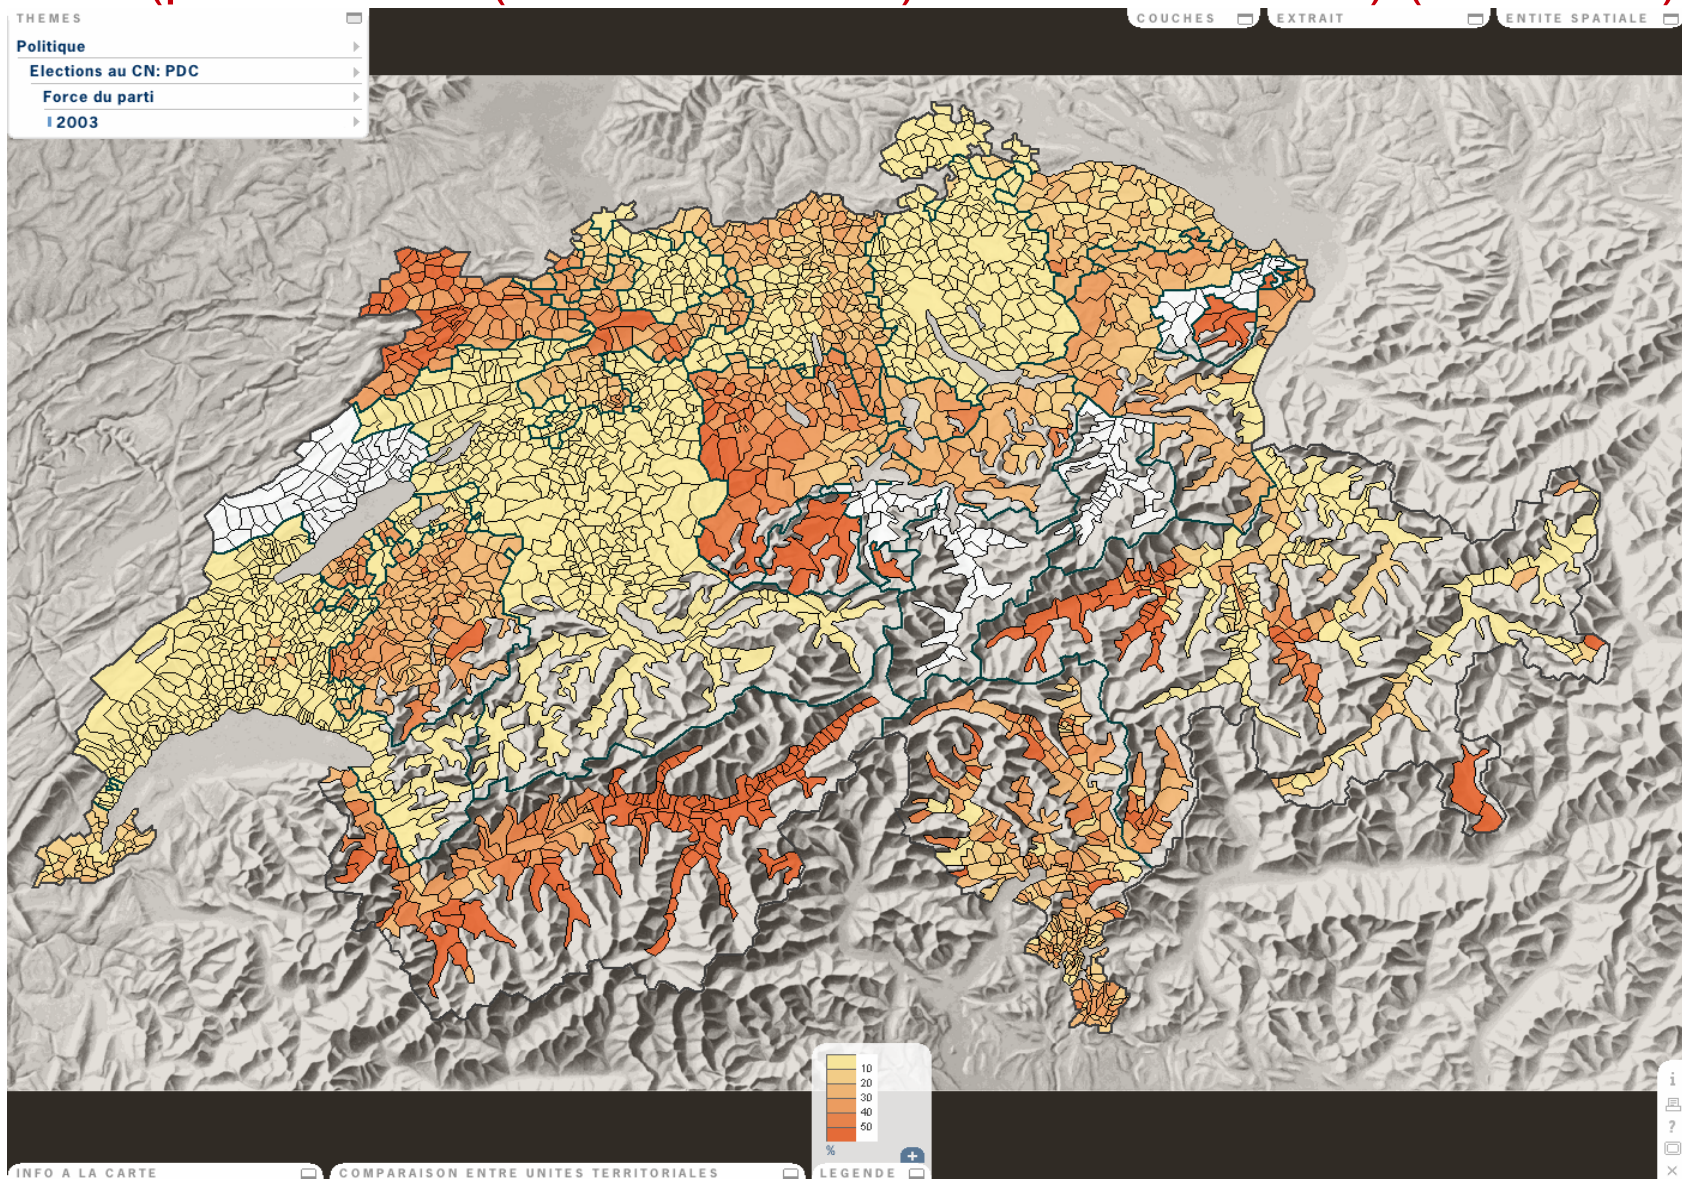 THEMES
COUCHES
EXTRAIT
ENTITE SPATIALE
Politique
Elections au CN: PDC
Force du parti
2003
10
20
30
40
50
%
i
?
INFO A LA CARTE
COMPARAISON ENTRE UNITES TERRITORIALES
LEGENDE